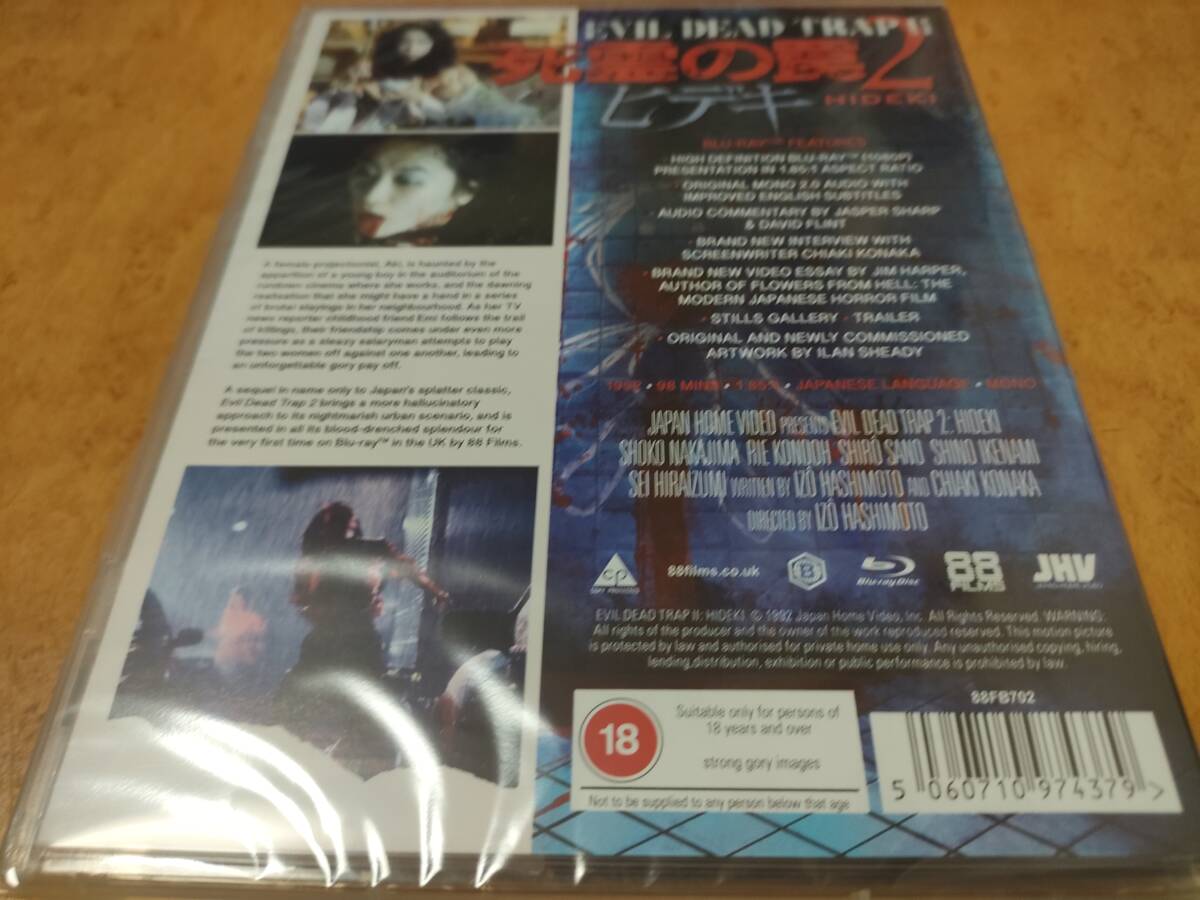 EVIL DEAD TRAP II
死霊の罠2
ヒデキ HIDEKI
A female projectionist, Aki, is haunted by the
apparition of a young boy in the auditorium of the
rundown cinema where she works, and the dawning
realisation that she might have a hand in a series
of brutal slayings in her neighbourhood. As her TV
news reporter childhood friend Emi follows the trail
of killings, their friendship comes under even more
pressure as a sleazy salaryman attempts to play
the two women off against one another, leading to
an unforgettable gory pay off.
A sequel in name only to Japan's splatter classic,
Evil Dead Trap 2 brings a more hallucinatory
approach to its nightmarish urban scenario, and is
presented in all its blood-drenched splendour for
the very first time on Blu-ray™ in the UK by 88 Films.
BLU-RAY™ FEATURES
· HIGH DEFINITION BLU-RAY™ (1080P)
PRESENTATION IN 1.85:1 ASPECT RATIO
· ORIGINAL MONO 2.0 AUDIO WITH
IMPROVED ENGLISH SUBTITLES
· AUDIO COMMENTARY BY JASPER SHARP
& DAVID FLINT
· BRAND NEW INTERVIEW WITH
SCREENWRITER CHIAKI KONAKA
· BRAND NEW VIDEO ESSAY BY JIM HARPER,
AUTHOR OF FLOWERS FROM HELL: THE
MODERN JAPANESE HORROR FILM
· STILLS GALLERY · TRAILER
· ORIGINAL AND NEWLY COMMISSIONED
ARTWORK BY ILAN SHEADY
1992 • 98 MINS • 1.85:1 • JAPANESE LANGUAGE • MONO
JAPAN HOME VIDEO PRESENTS EVIL DEAD TRAP 2: HIDEKI
SHOKO NAKAJIMA RIE KONDOH SHIRÔ SANO SHINO IKENAMI
SEI HIRAIZUMI WRITTEN BY IZÔ HASHIMOTO AND CHIAKI KONAKA
DIRECTED BY IZÔ HASHIMOTO
cp
COPY PROTECTED
88films.co.uk
B
Blu-ray Disc
88 FILMS
JHV
EVIL DEAD TRAP II: HIDEKI. © 1992 Japan Home Video, Inc. All Rights Reserved. WARNING:
All rights of the producer and the owner of the work reproduced reserved. This motion picture
is protected by law and authorised for private home use only. Any unauthorised copying, hiring,
lending,distribution, exhibition or public performance is prohibited by law.
88FB702
18
Suitable only for persons of
18 years and over
strong gory images
Not to be supplied to any person below that age
5 060710 974379 >